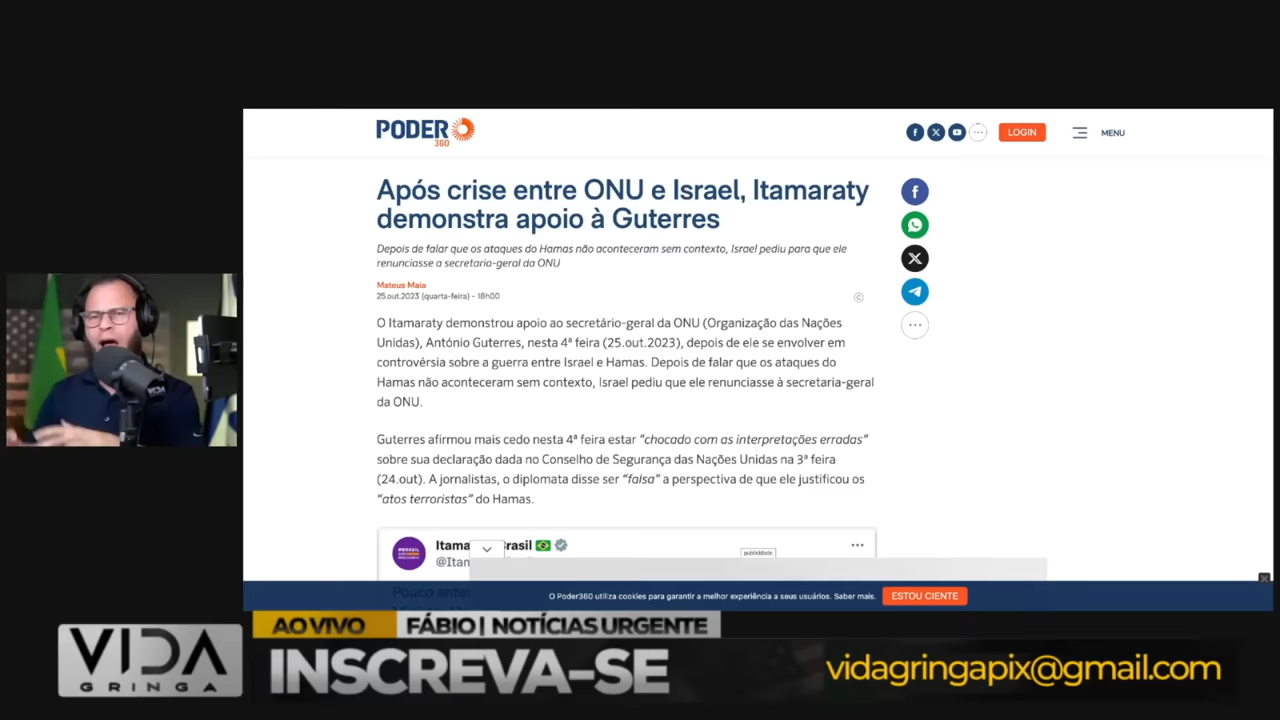 PODER
360
LOGIN
MENU
Após crise entre ONU e Israel, Itamaraty
demonstra apoio à Guterres
Depois de falar que os ataques do Hamas não aconteceram sem contexto, Israel pediu para que ele
renunciasse a secretaria-geral da ONU
Mateus Maia
25.out.2023 (quarta-feira) - 18h00
O Itamaraty demonstrou apoio ao secretário-geral da ONU (Organização das Nações
Unidas), António Guterres, nesta 4ª feira (25.out.2023), depois de ele se envolver em
controvérsia sobre a guerra entre Israel e Hamas. Depois de falar que os ataques do
Hamas não aconteceram sem contexto, Israel pediu que ele renunciasse à secretaria-geral
da ONU.
Guterres afirmou mais cedo nesta 4ª feira estar “chocado com as interpretações erradas”
sobre sua declaração dada no Conselho de Segurança das Nações Unidas na 3ª feira
(24.out). A jornalistas, o diplomata disse ser “falsa” a perspectiva de que ele justificou os
“atos terroristas” do Hamas.
publicidade
O Poder360 utiliza cookies para garantir a melhor experiência a seus usuários. Saber mais.
ESTOU CIENTE
AO VIVO
FÁBIO | NOTÍCIAS URGENTE
VIDA
GRINGA
INSCREVA-SE
vidagringapix@gmail.com